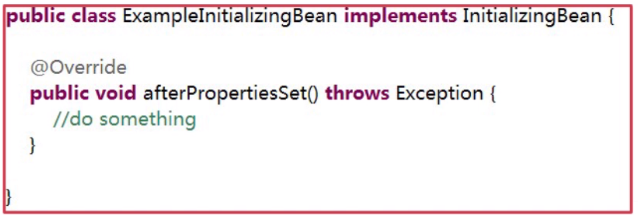 public class ExampleInitializingBean implements InitializingBean {
@Override
public void afterPropertiesSet() throws Exception {
//do something
}
}